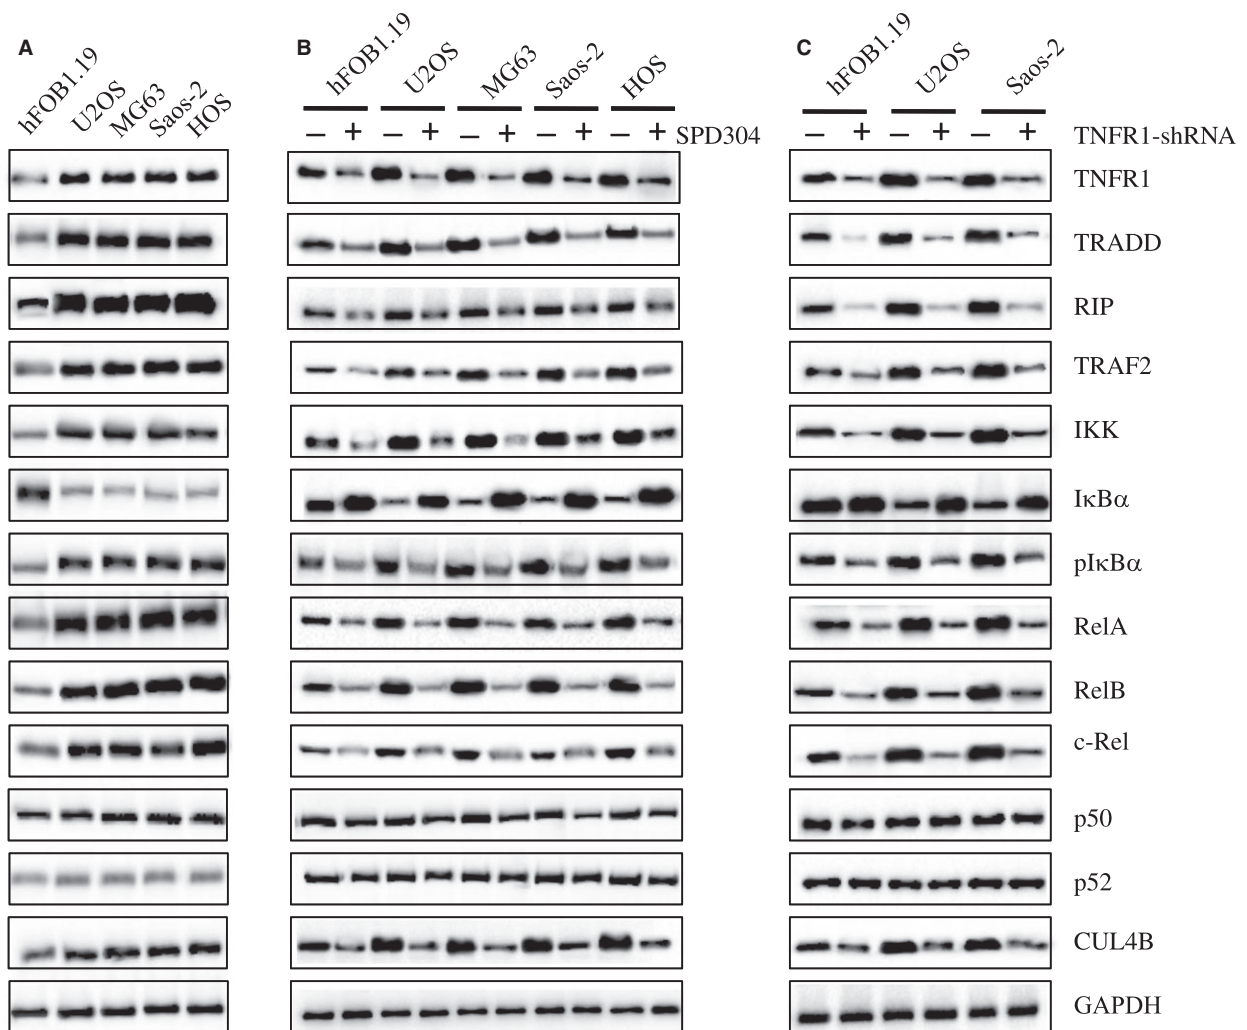 A
hFOB1.19
U2OS
MG63
Saos-2
HOS
B
hFOB1.19
U2OS
MG63
Saos-2
HOS
− + − + − + − + − + SPD304
C
hFOB1.19
U2OS
Saos-2
− + − + − + TNFR1-shRNA
TNFR1
TRADD
RIP
TRAF2
IKK
IκBα
pIκBα
RelA
RelB
c-Rel
p50
p52
CUL4B
GAPDH